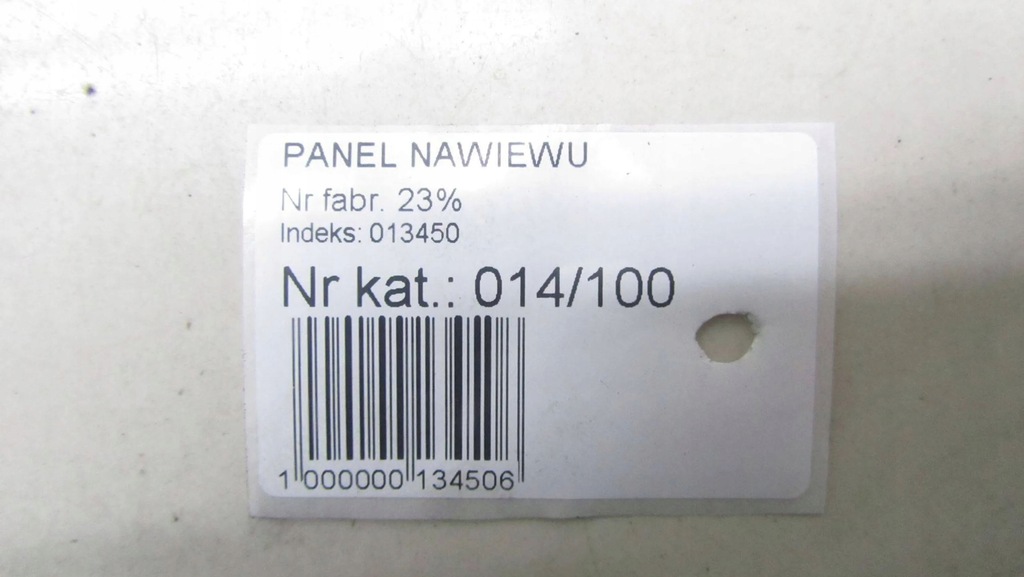 PANEL NAWIEWU
Nr fabr. 23%
Indeks: 013450
Nr kat.: 014/100
1 000000 134506